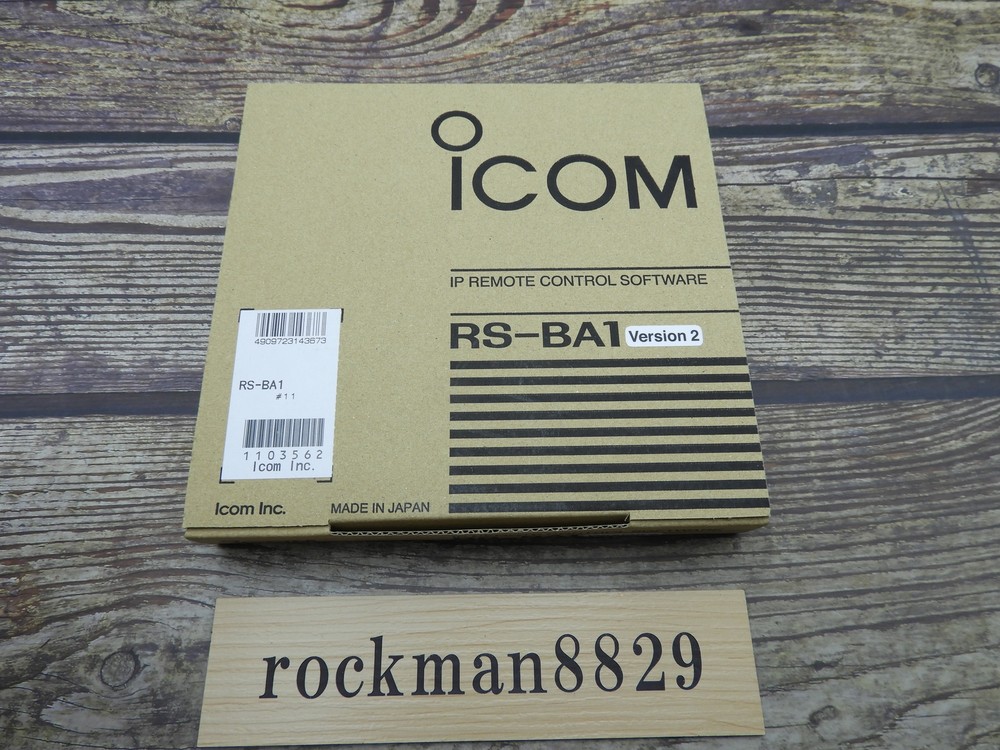 ICOM
IP REMOTE CONTROL SOFTWARE
RS-BA1 Version 2
4909723143673
RS-BA1
#11
1103562
Icom Inc.
Icom Inc.
MADE IN JAPAN
rockman8829